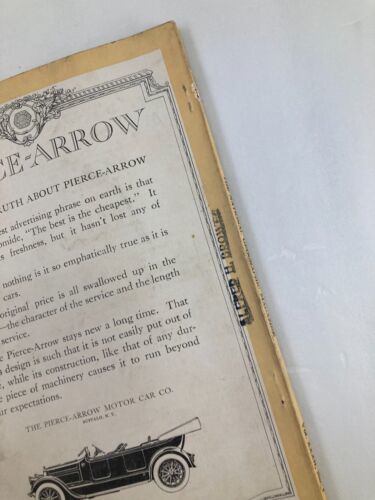 CE-ARROW
RUTH ABOUT PIERCE-ARROW
est advertising phrase on earth is that
omide, "The best is the cheapest." It
s freshness, but it hasn't lost any of
nothing is it so emphatically true as it is
cars.
original price is all swallowed up in the
—the character of the service and the length
service.
e Pierce-Arrow stays new a long time. That
design is such that it is not easily put out of
, while its construction, like that of any dur-
e piece of machinery causes it to run beyond
ur expectations.
THE PIERCE-ARROW MOTOR CAR CO.
BUFFALO, N. Y.
ALFRED H. BROWER